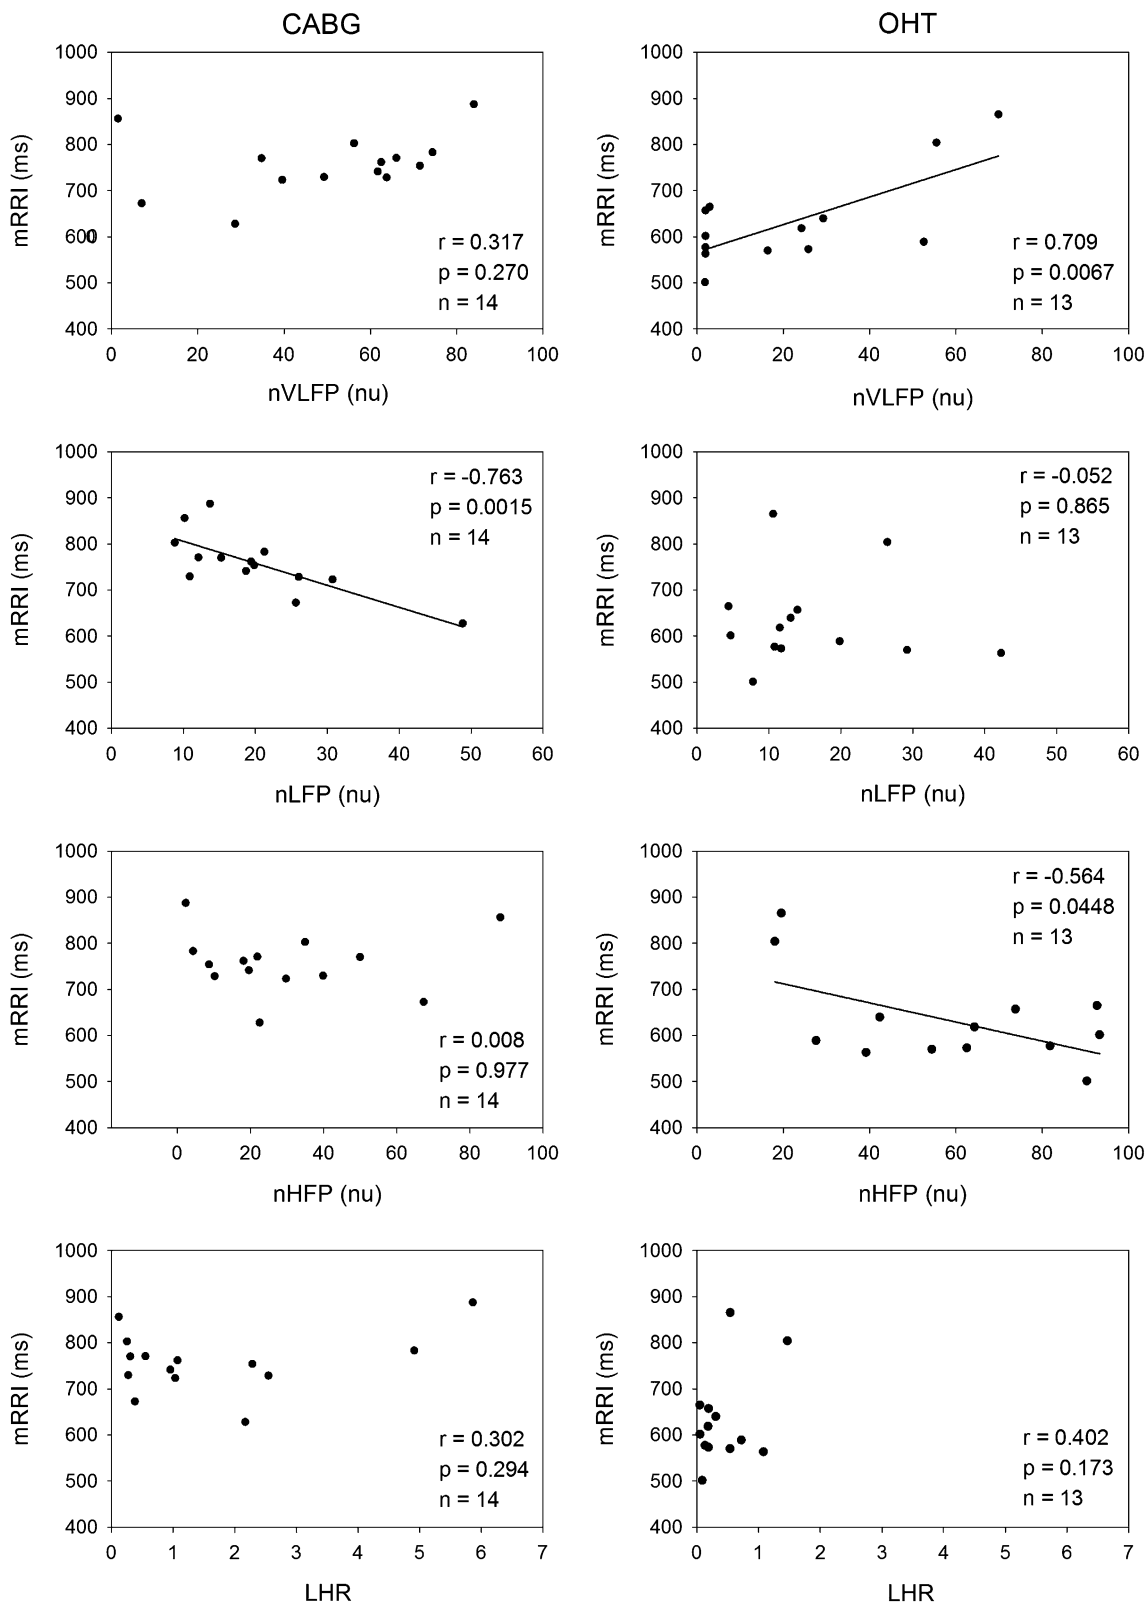 CABG
OHT
1000
900
800
700
600
500
400
mRRI (ms)
0
0 20 40 60 80 100
nVLFP (nu)
r = 0.317
p = 0.270
n = 14
1000
900
800
700
600
500
400
mRRI (ms)
0 20 40 60 80 100
nVLFP (nu)
r = 0.709
p = 0.0067
n = 13
1000
900
800
700
600
500
400
mRRI (ms)
r = -0.763
p = 0.0015
n = 14
0 10 20 30 40 50 60
nLFP (nu)
1000
900
800
700
600
500
400
mRRI (ms)
r = -0.052
p = 0.865
n = 13
0 10 20 30 40 50 60
nLFP (nu)
1000
900
800
700
600
500
400
mRRI (ms)
r = 0.008
p = 0.977
n = 14
0 20 40 60 80 100
nHFP (nu)
1000
900
800
700
600
500
400
mRRI (ms)
r = -0.564
p = 0.0448
n = 13
0 20 40 60 80 100
nHFP (nu)
1000
900
800
700
600
500
400
mRRI (ms)
r = 0.302
p = 0.294
n = 14
0 1 2 3 4 5 6 7
LHR
1000
900
800
700
600
500
400
mRRI (ms)
r = 0.402
p = 0.173
n = 13
0 1 2 3 4 5 6 7
LHR